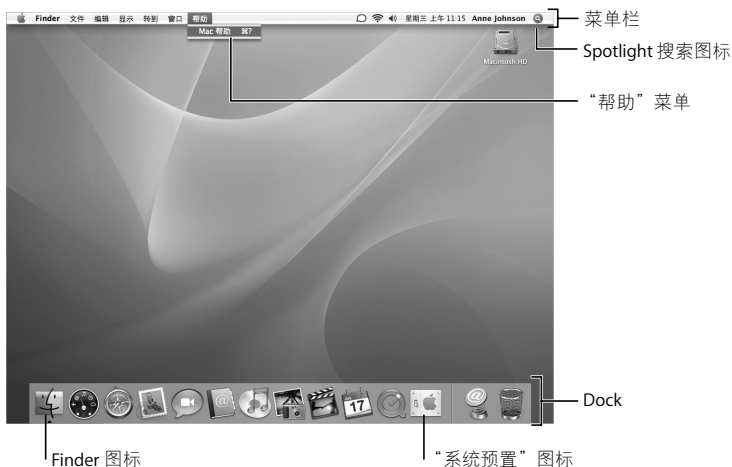 Finder 文件 编辑 显示 转到 窗口 帮助 星期三 上午 11:15 Anne Johnson
Mac 帮助 ⌘?
Macintosh HD
菜单栏
Spotlight 搜索图标
“帮助”菜单
17
Dock
Finder 图标
“系统预置”图标